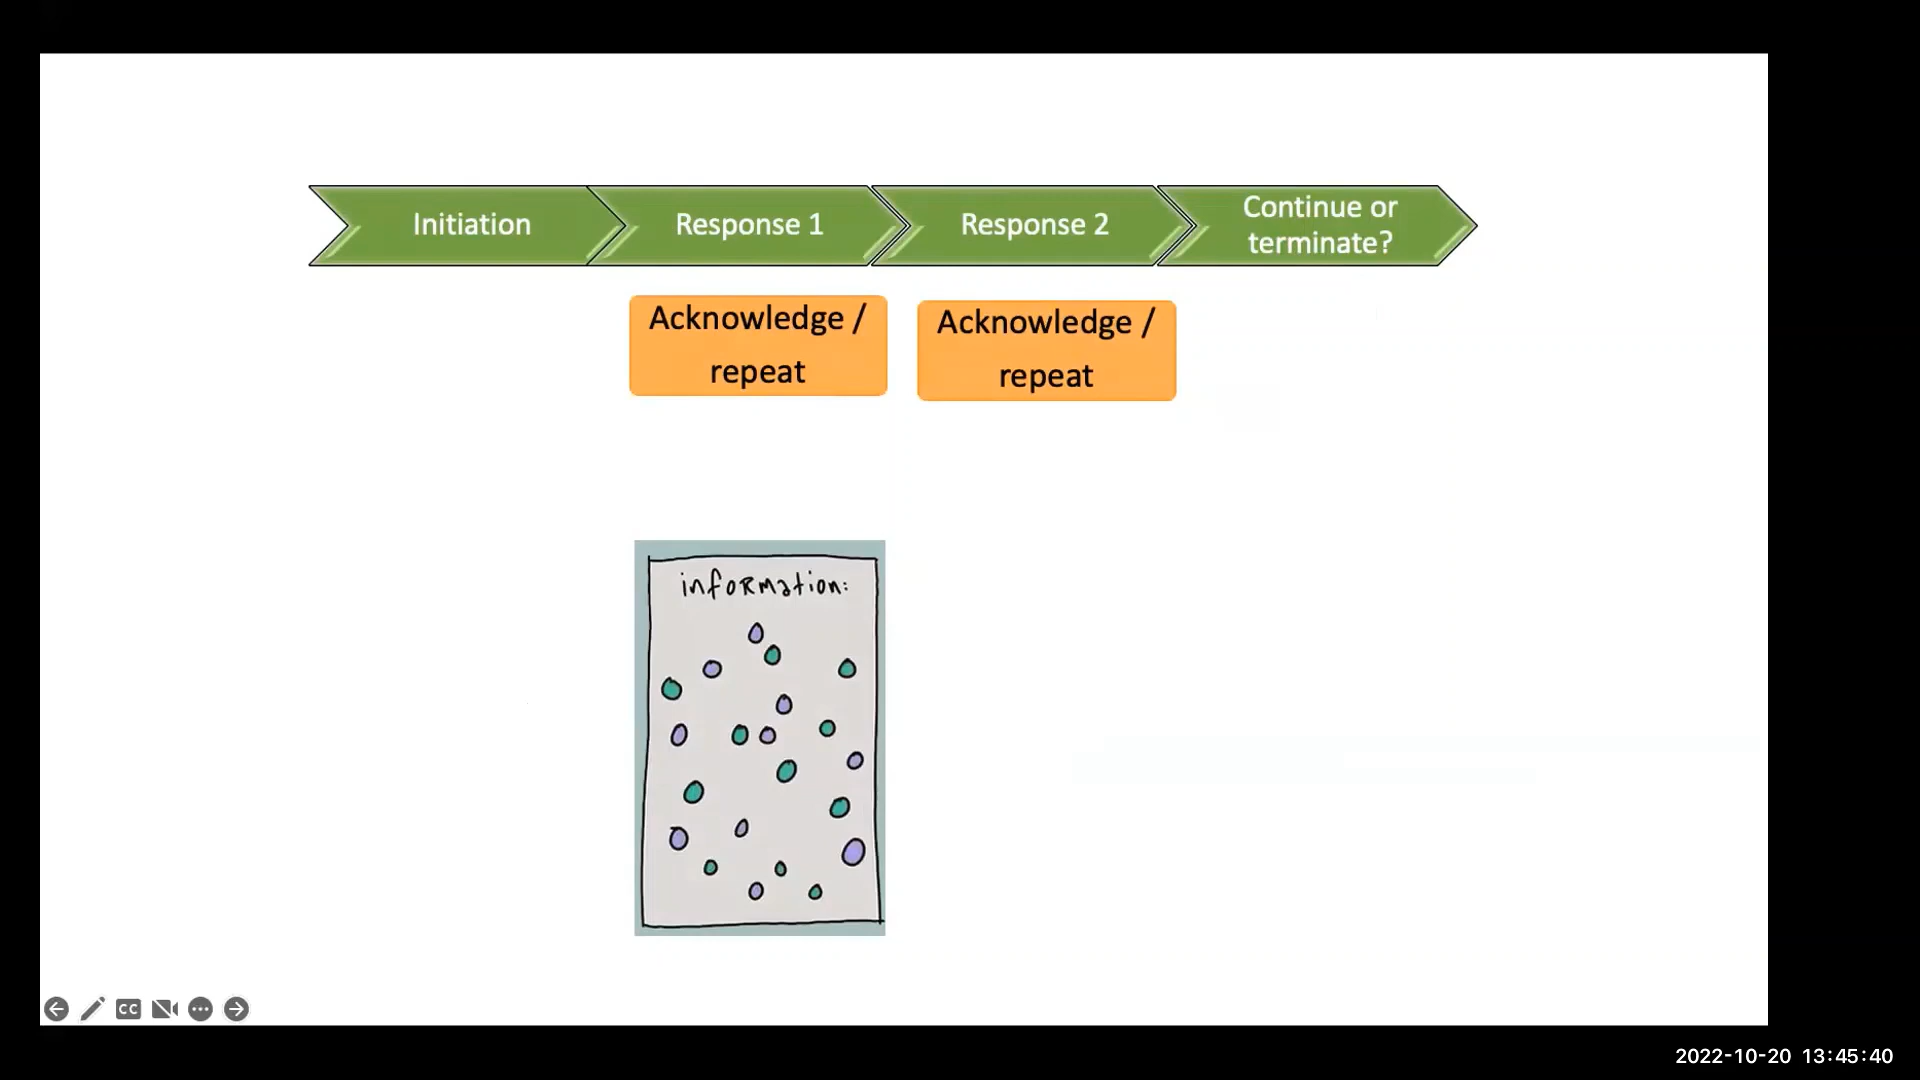 Initiation
Response 1
Response 2
Continue or
terminate?
Acknowledge /
repeat
Acknowledge /
repeat
information:
CC
2022-10-20 13:45:40